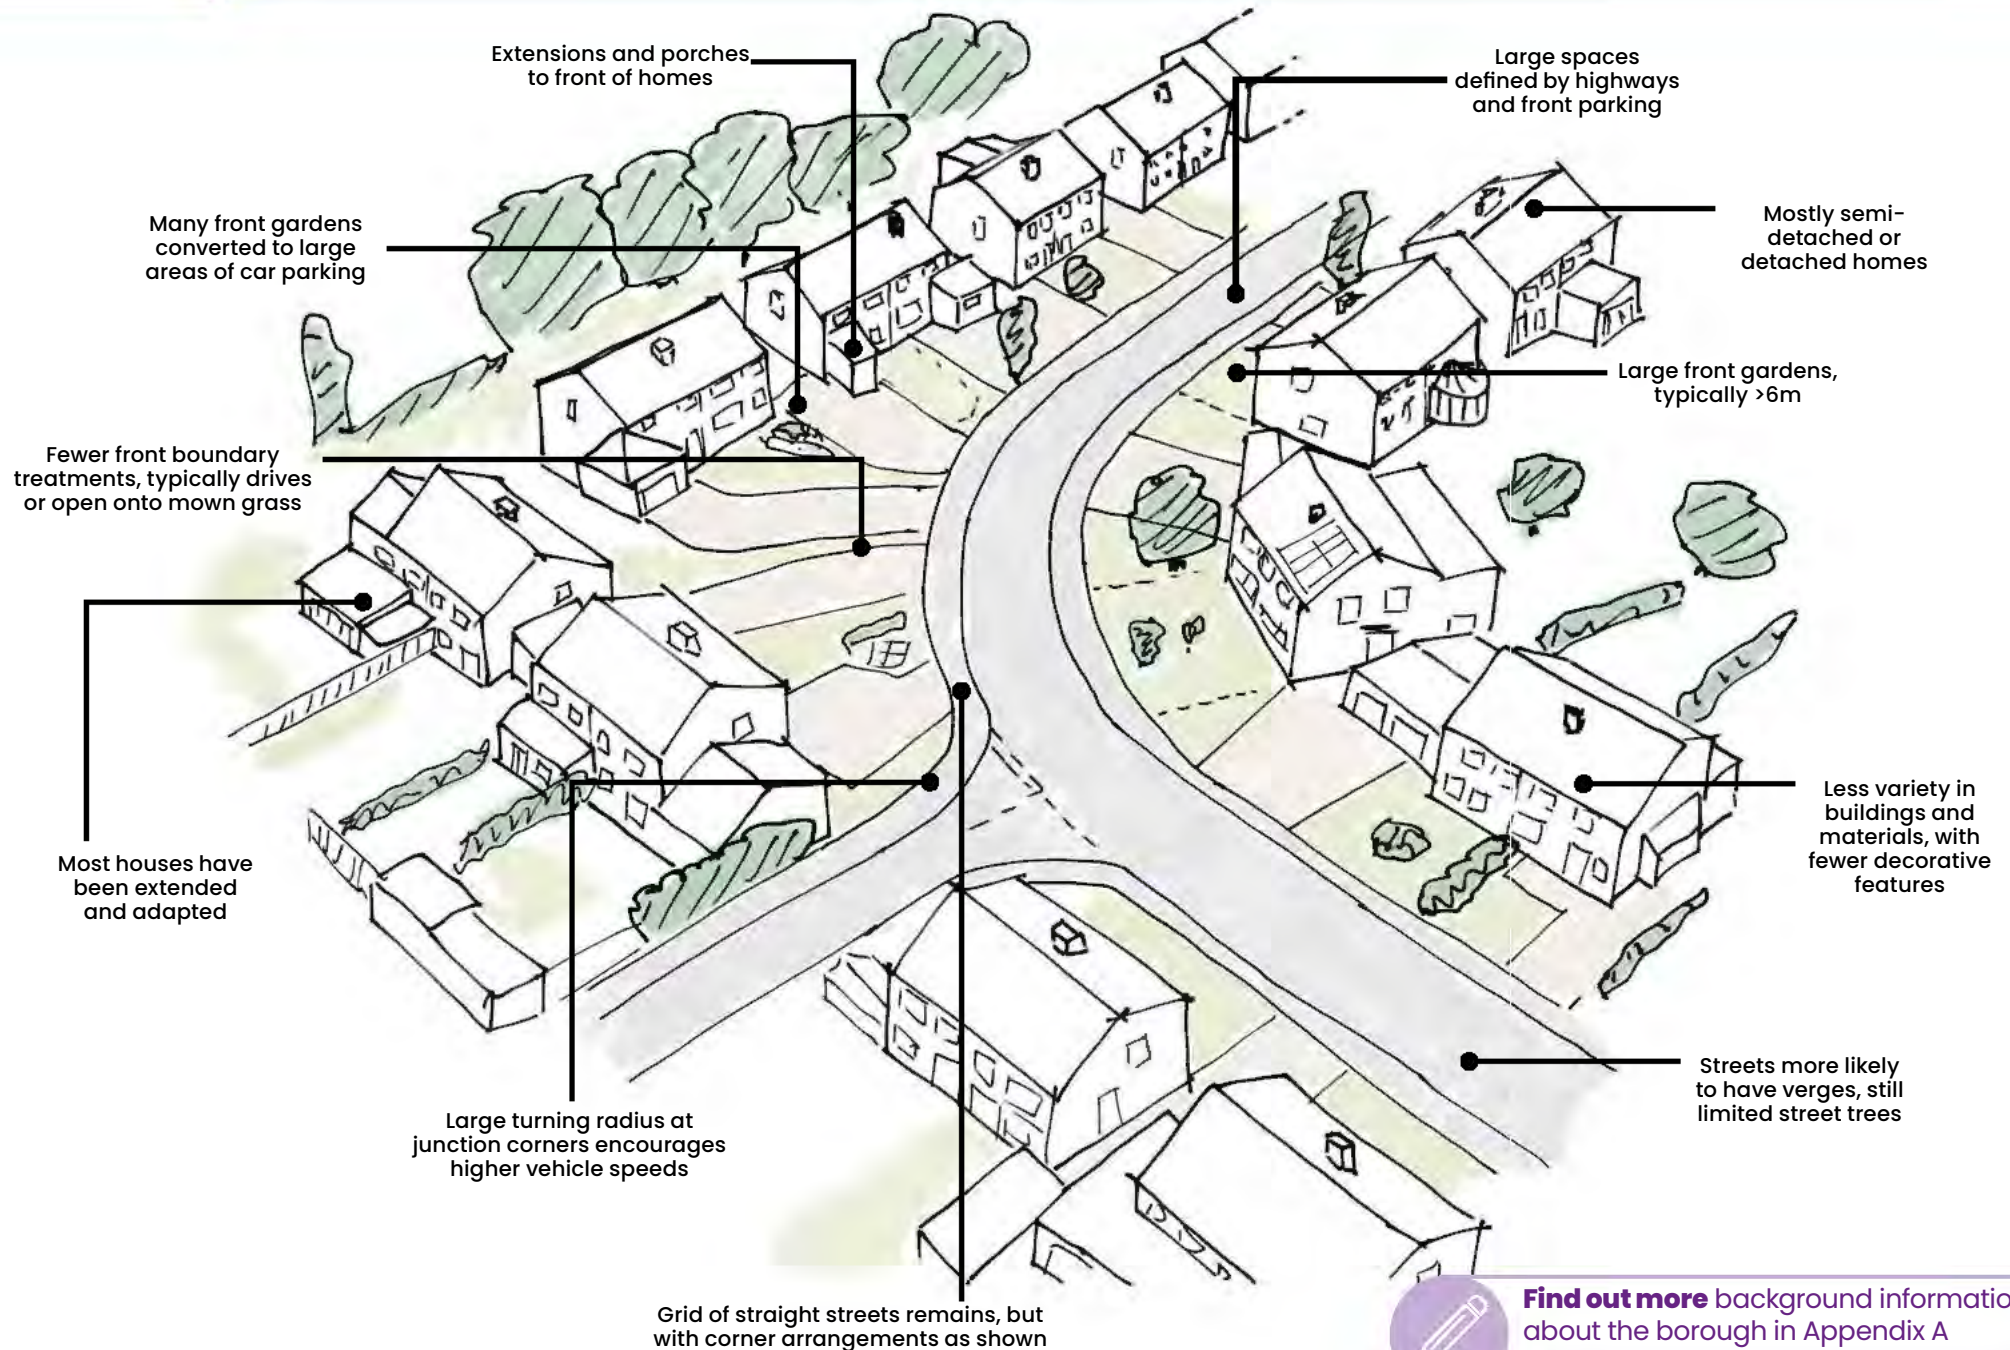 Extensions and porches
to front of homes
Large spaces
defined by highways
and front parking
Many front gardens
converted to large
areas of car parking
Mostly semi-
detached or
detached homes
Large front gardens,
typically >6m
Fewer front boundary
treatments, typically drives
or open onto mown grass
Less variety in
buildings and
materials, with
fewer decorative
features
Most houses have
been extended
and adapted
Streets more likely
to have verges, still
limited street trees
Large turning radius at
junction corners encourages
higher vehicle speeds
Grid of straight streets remains, but
with corner arrangements as shown
Find out more background informatio
about the borough in Appendix A